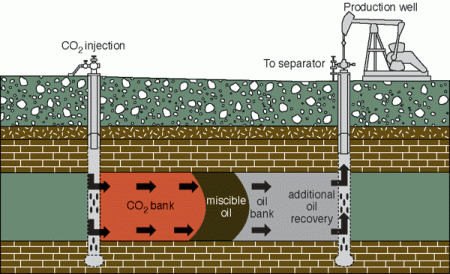 Production well
CO₂ injection
To separator
CO₂ bank
miscible
oil
oil
bank
additional
oil
recovery